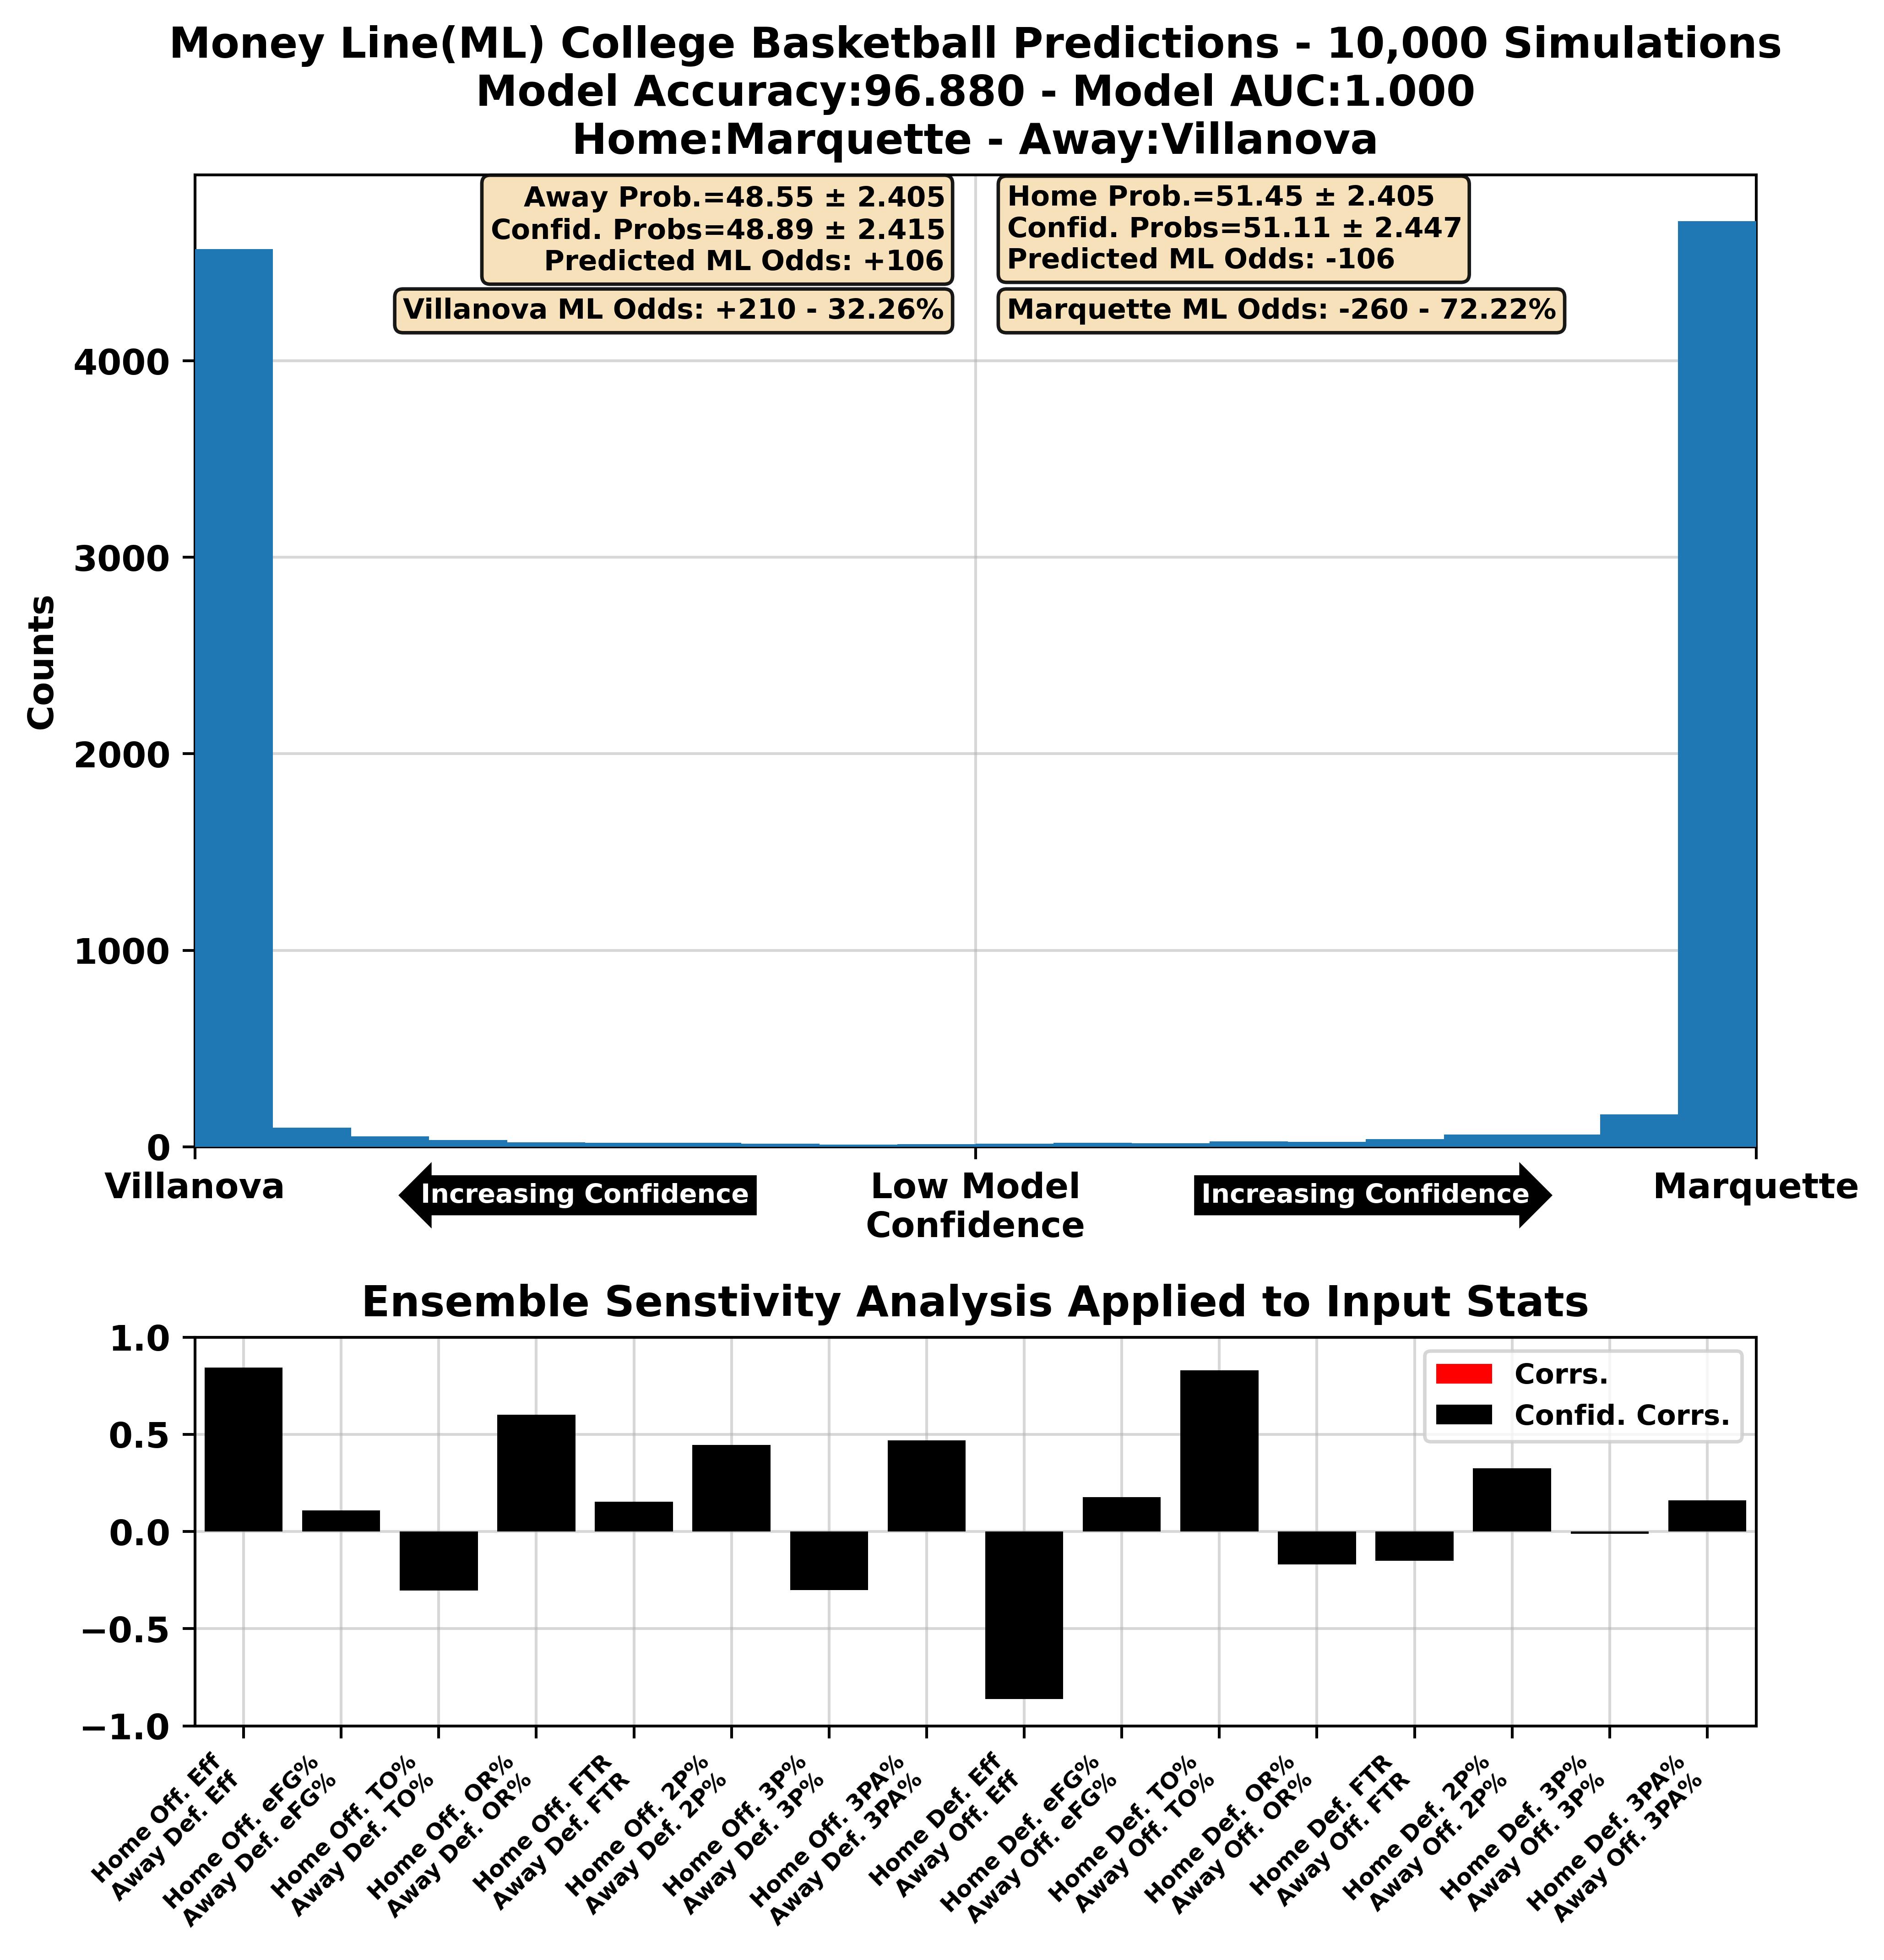 Money Line(ML) College Basketball Predictions - 10,000 Simulations
Model Accuracy:96.880 - Model AUC:1.000
Home:Marquette - Away:Villanova
Away Prob.=48.55 ± 2.405
Confid. Probs=48.89 ± 2.415
Predicted ML Odds: +106
Villanova ML Odds: +210 - 32.26%
Home Prob.=51.45 ± 2.405
Confid. Probs=51.11 ± 2.447
Predicted ML Odds: -106
Marquette ML Odds: -260 - 72.22%
Counts
4000
3000
2000
1000
0
Villanova
Increasing Confidence
Low Model
Confidence
Increasing Confidence
Marquette
Ensemble Senstivity Analysis Applied to Input Stats
1.0
0.5
0.0
−0.5
−1.0
Corrs.
Confid. Corrs.
Home Off. Eff
Away Def. Eff
Home Off. eFG%
Away Def. eFG%
Home Off. TO%
Away Def. TO%
Home Off. OR%
Away Def. OR%
Home Off. FTR
Away Def. FTR
Home Off. 2P%
Away Def. 2P%
Home Off. 3P%
Away Def. 3P%
Home Off. 3PA%
Away Def. 3PA%
Home Def. Eff
Away Off. Eff
Home Def. eFG%
Away Off. eFG%
Home Def. TO%
Away Off. TO%
Home Def. OR%
Away Off. OR%
Home Def. FTR
Away Off. FTR
Home Def. 2P%
Away Off. 2P%
Home Def. 3P%
Away Off. 3P%
Home Def. 3PA%
Away Off. 3PA%